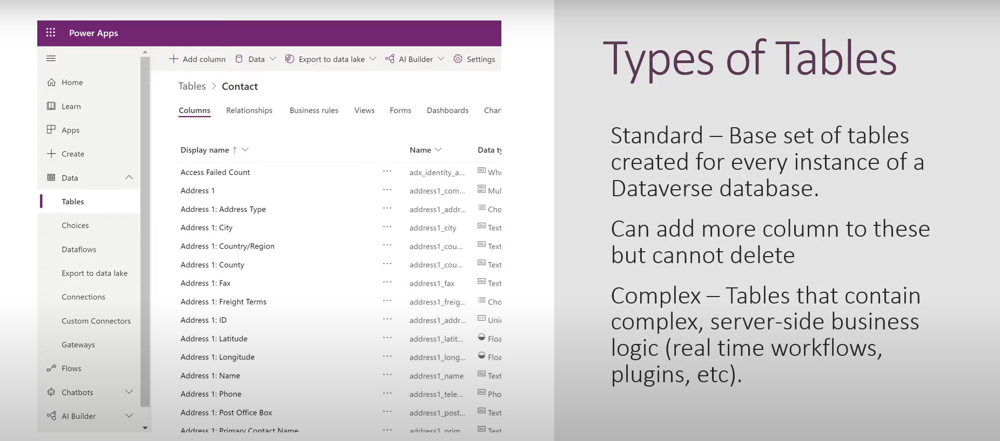 Power Apps
Add column Data Export to data lake AI Builder Settings
Home
Learn
Apps
Create
Data
Tables
Choices
Dataflows
Export to data lake
Connections
Custom Connectors
Gateways
Flows
Chatbots
AI Builder
Tables > Contact
Columns Relationships Business rules Views Forms Dashboards Char
Display name ↑ Name Data ty
Access Failed Count ... adx_identity_a... Who
Address 1 ... address1_com... Mul
Address 1: Address Type ... address1_addr... Cho
Address 1: City ... address1_city Text
Address 1: Country/Region ... address1_cou... Text
Address 1: County ... address1_cou... Text
Address 1: Fax ... address1_fax Text
Address 1: Freight Terms ... address1_freig... Cho
Address 1: ID ... address1_addr... Unic
Address 1: Latitude ... address1_latit... Floa
Address 1: Longitude ... address1_long... Floa
Address 1: Name ... address1_name Text
Address 1: Phone ... address1_tele... Pho
Address 1: Post Office Box ... address1_post... Text
Address 1: Primary Contact Name ... address1_prim Text
Types of Tables
Standard – Base set of tables
created for every instance of a
Dataverse database.
Can add more column to these
but cannot delete
Complex – Tables that contain
complex, server-side business
logic (real time workflows,
plugins, etc).